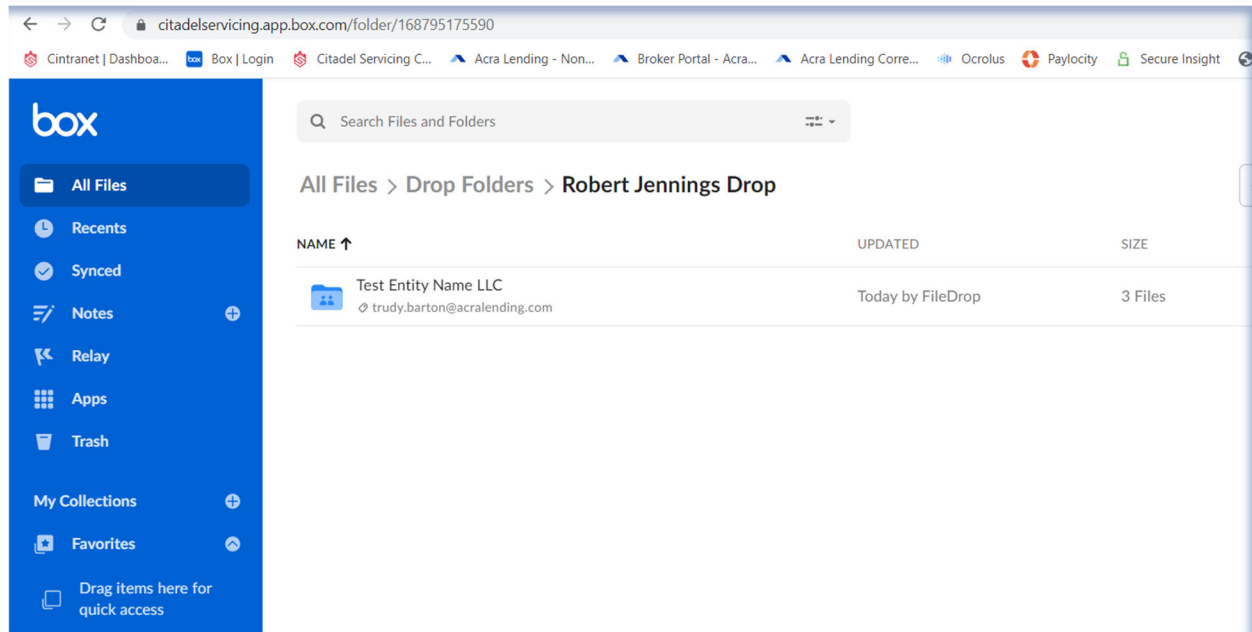 citadelservicing.app.box.com/folder/168795175590
Cintranet | Dashboa... box Box | Login Citadel Servicing C... Acra Lending - Non... Broker Portal - Acra... Acra Lending Corre... Ocrolus Paylocity Secure Insight
box
Search Files and Folders
All Files
All Files > Drop Folders > Robert Jennings Drop
Recents
NAME ↑ UPDATED SIZE
Synced
Test Entity Name LLC
trudy.barton@acralending.com
Today by FileDrop
3 Files
Notes
Relay
Apps
Trash
My Collections
Favorites
Drag items here for
quick access